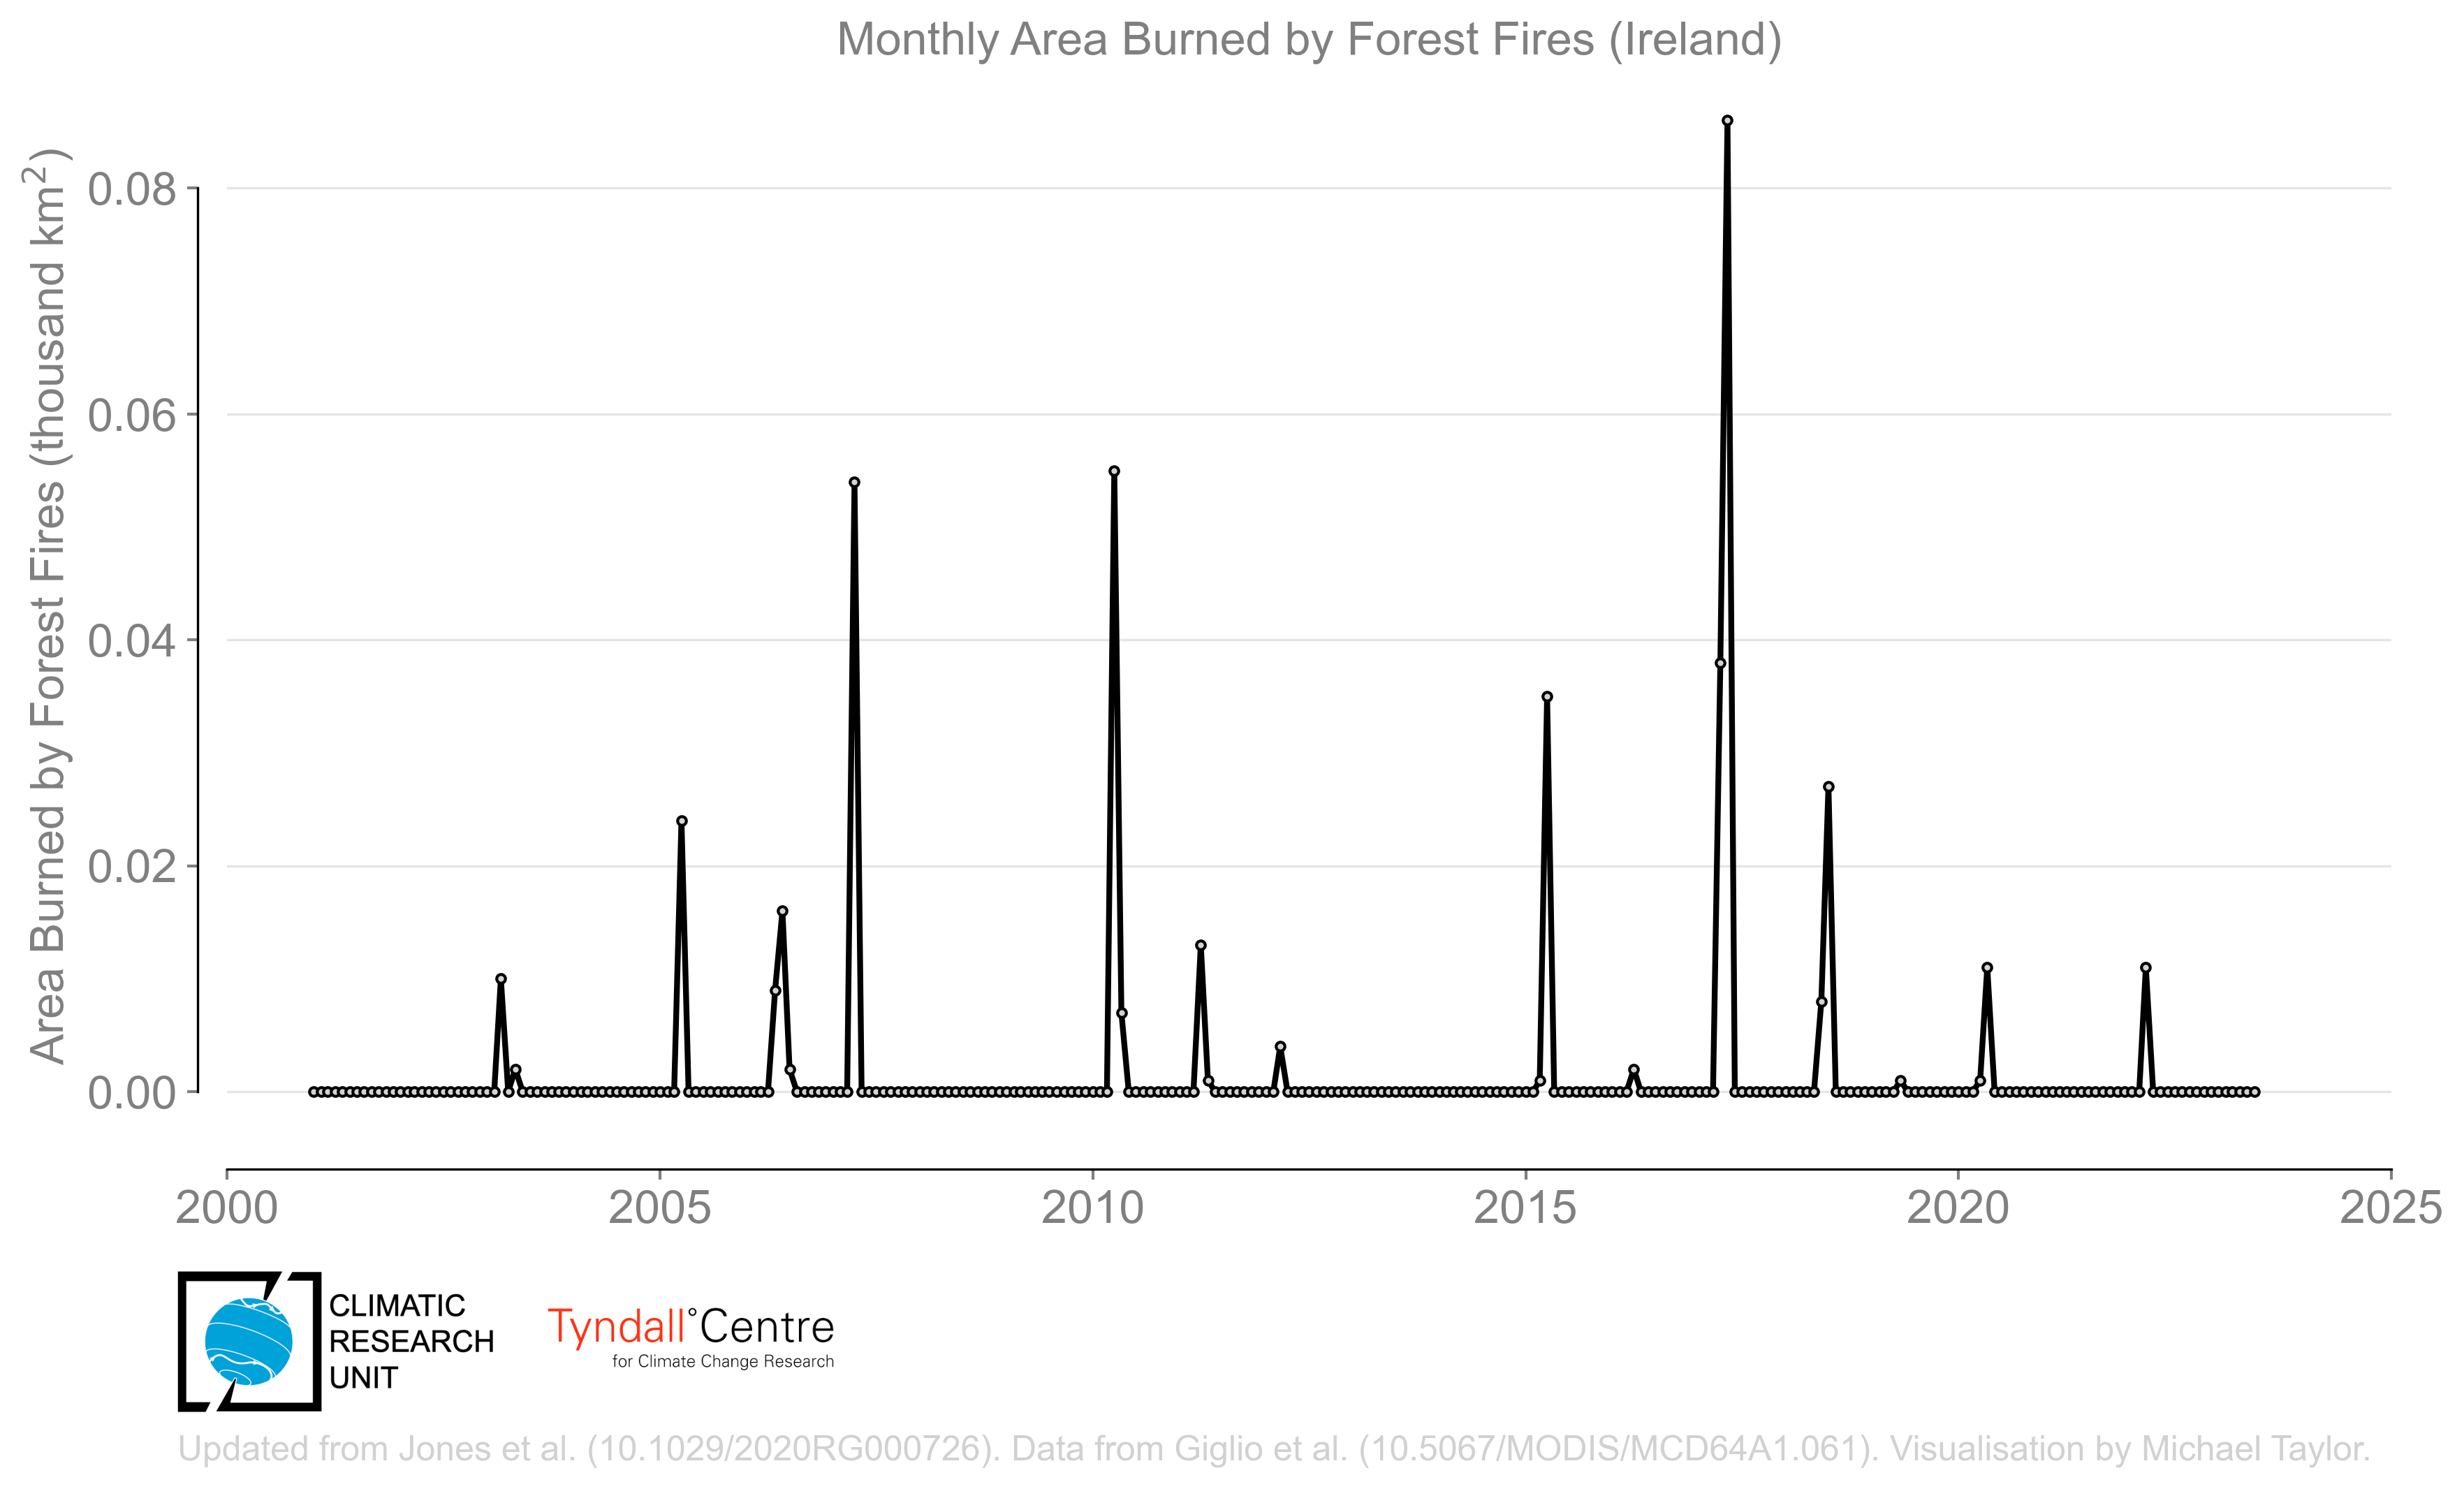 Monthly Area Burned by Forest Fires (Ireland)
Area Burned by Forest Fires (thousand km²)
0.08
0.06
0.04
0.02
0.00
2000
2005
2010
2015
2020
2025
CLIMATIC
RESEARCH
UNIT
Tyndall°Centre
for Climate Change Research
Updated from Jones et al. (10.1029/2020RG000726). Data from Giglio et al. (10.5067/MODIS/MCD64A1.061). Visualisation by Michael Taylor.